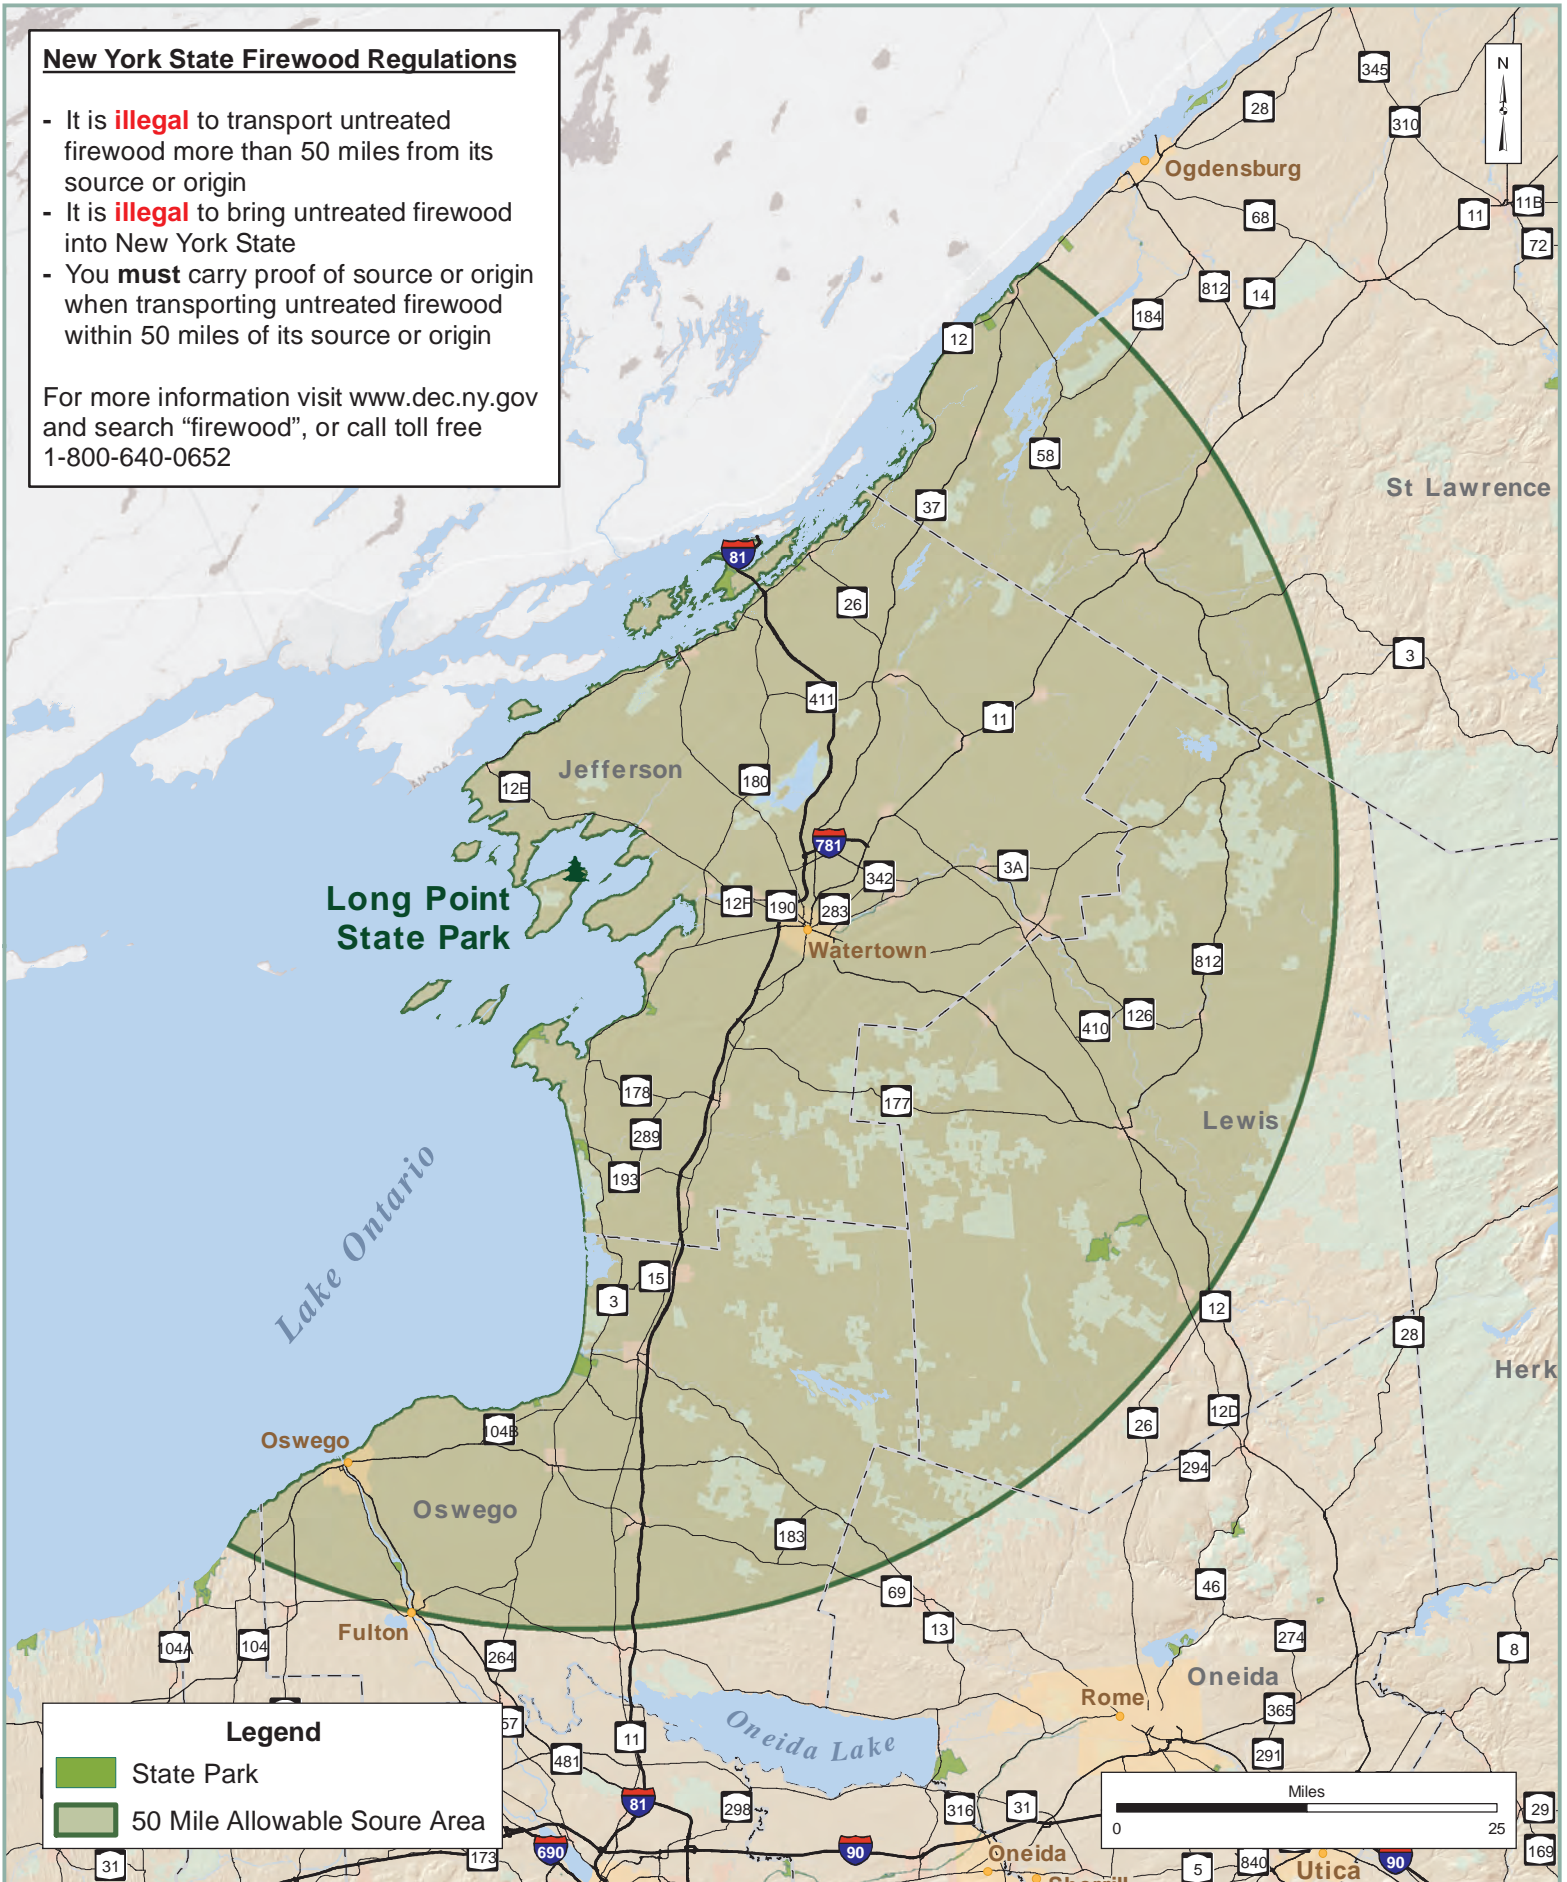 New York State Firewood Regulations
- It is illegal to transport untreated
firewood more than 50 miles from its
source or origin
- It is illegal to bring untreated firewood
into New York State
- You must carry proof of source or origin
when transporting untreated firewood
within 50 miles of its source or origin
For more information visit www.dec.ny.gov
and search “firewood”, or call toll free
1-800-640-0652
N
345
28
310
Ogdensburg
11B
11
68
72
812
14
184
12
58
St Lawrence
37
81
26
3
411
11
Jefferson
180
12E
781
3A
342
Long Point
State Park
12F
190
283
Watertown
812
126
410
178
177
Lewis
289
193
Lake Ontario
15
3
12
28
Herk
26
12D
104B
Oswego
294
Oswego
183
46
69
13
Fulton
274
104A
104
264
8
Oneida
Rome
365
57
11
Oneida Lake
291
481
Legend
State Park
50 Mile Allowable Soure Area
Miles
0
25
81
298
316
31
29
690
90
173
31
Oneida
5
840
Utica
90
169